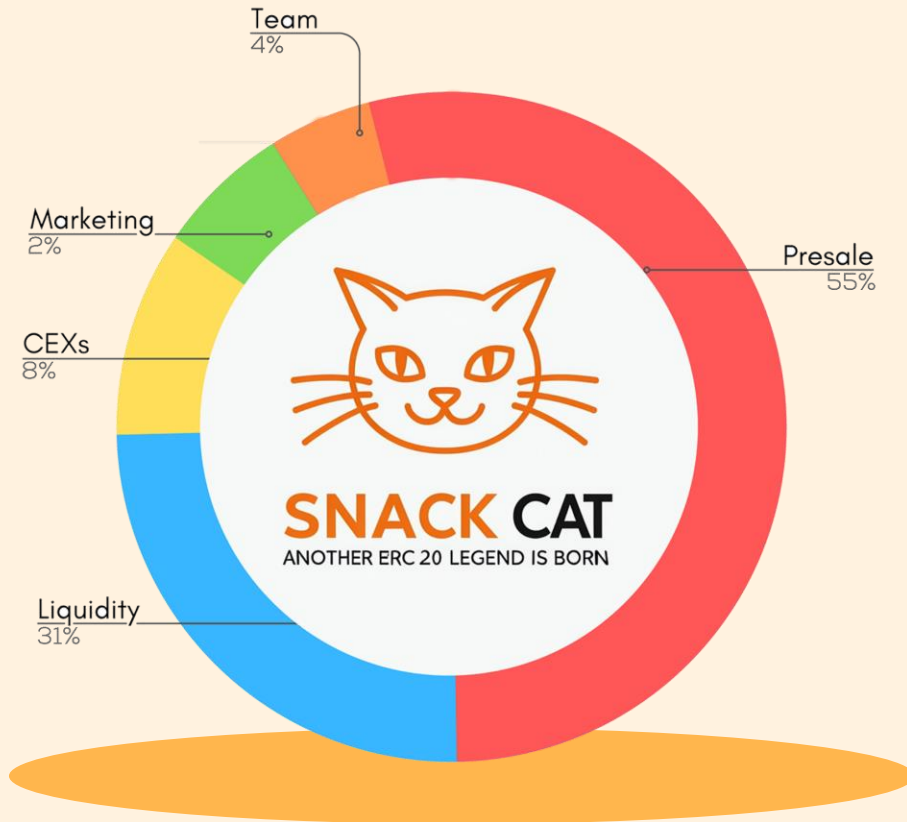 Team
4%
Marketing
2%
Presale
55%
CEXs
8%
SNACK CAT
ANOTHER ERC 20 LEGEND IS BORN
Liquidity
31%